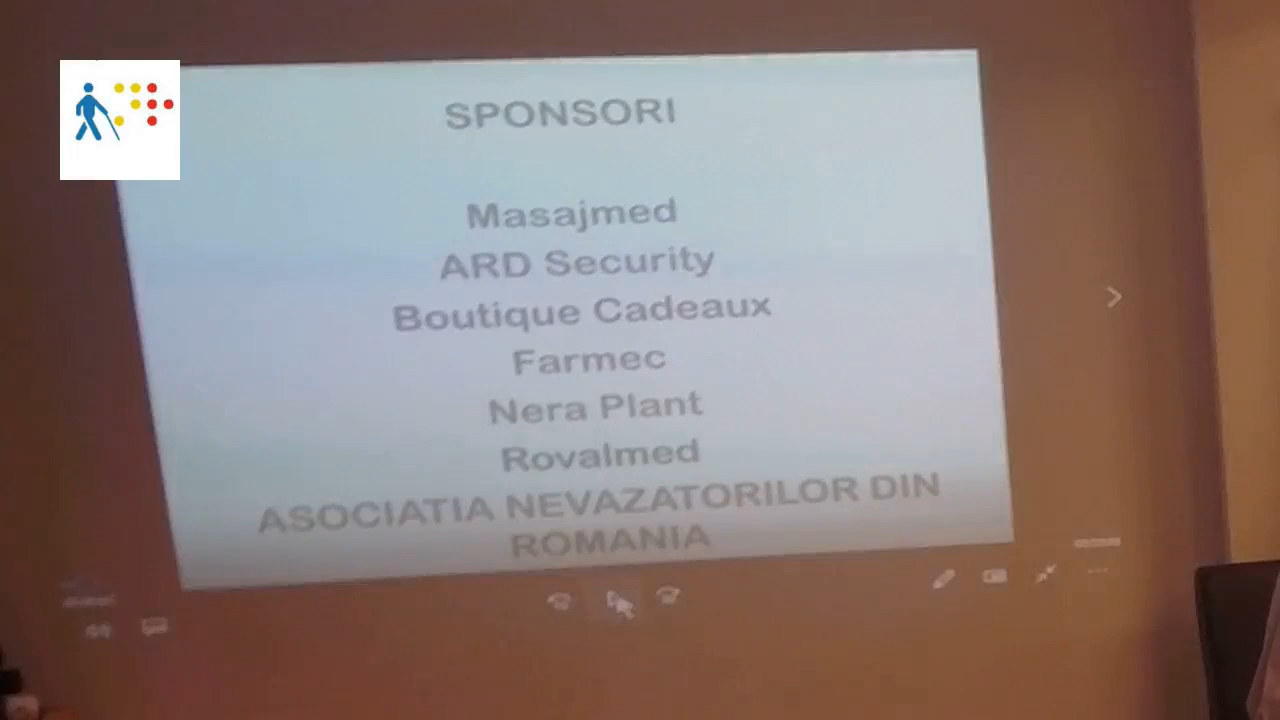 SPONSORI
Masajmed
ARD Security
Boutique Cadeaux
Farmec
Nera Plant
Rovalmed
ASOCIATIA NEVAZATORILOR DIN
ROMANIA